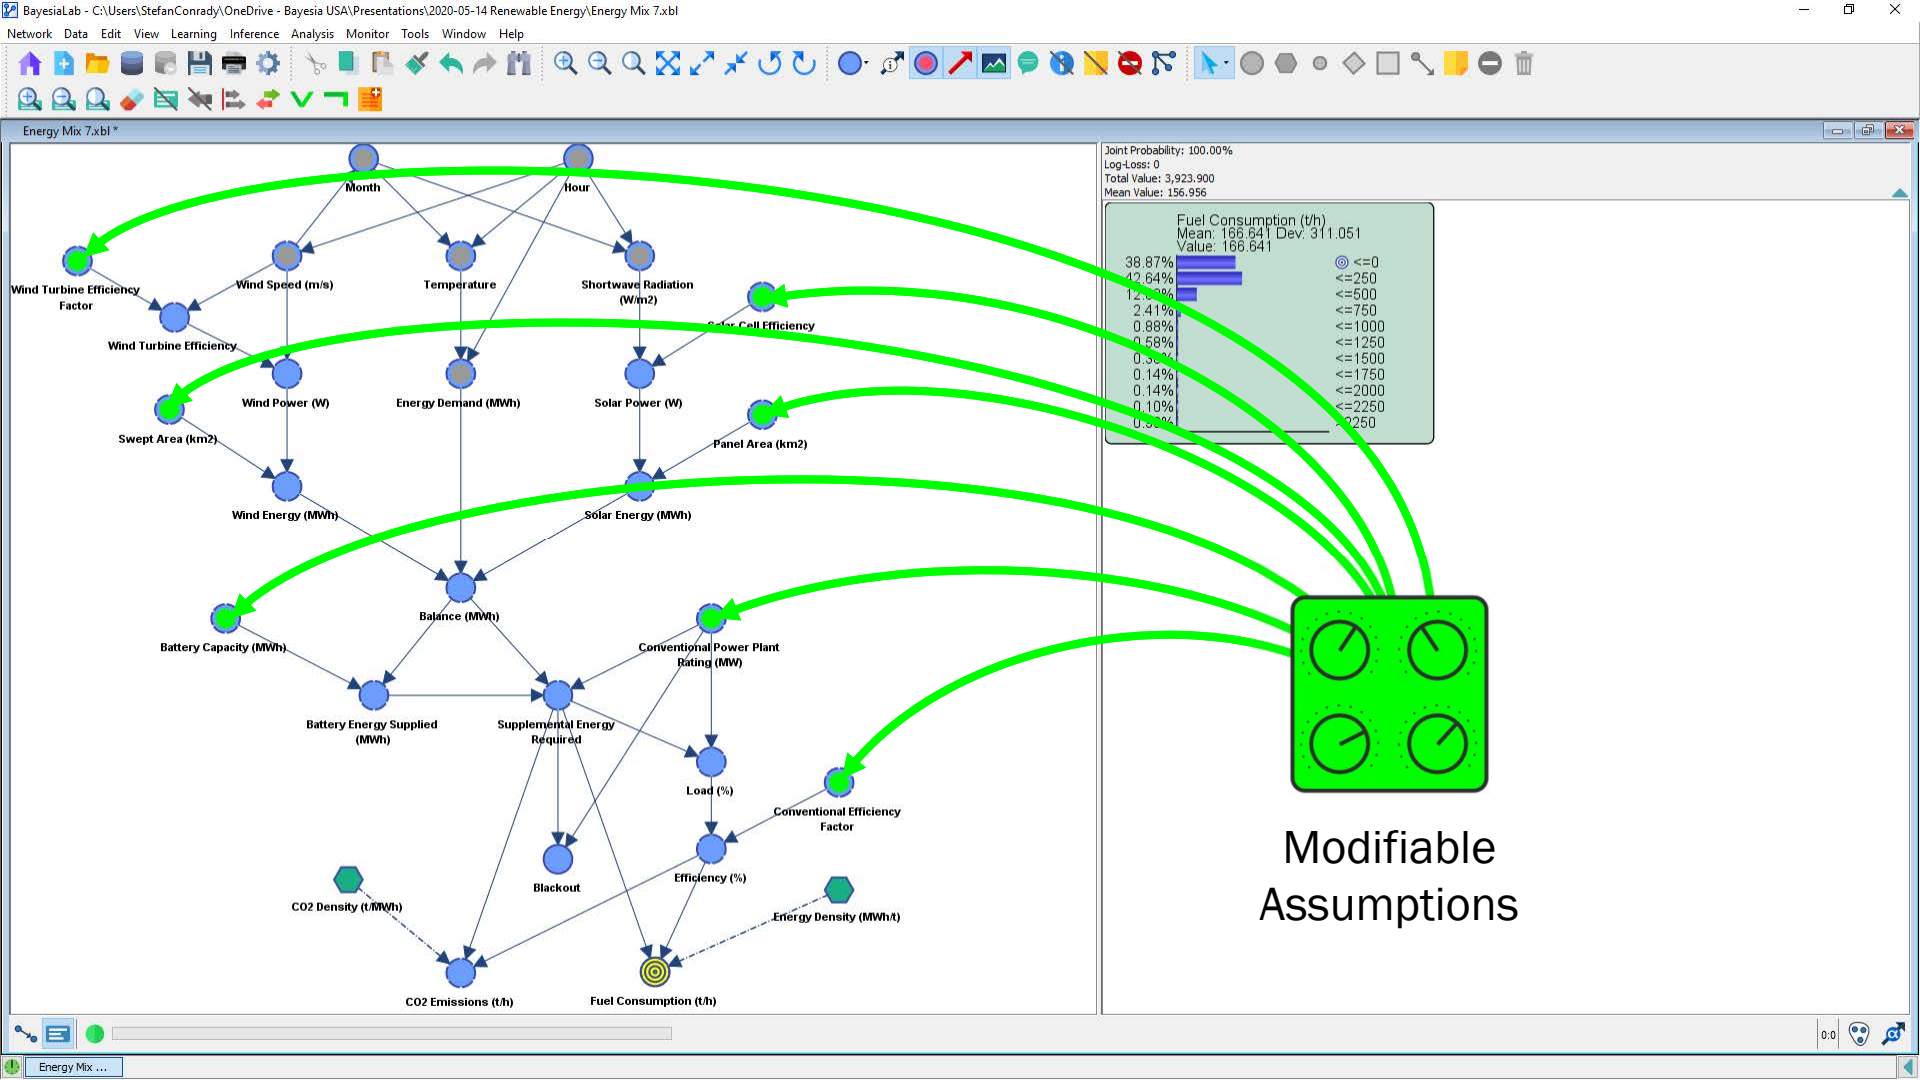 BayesiaLab - C:\Users\StefanConrady\OneDrive - Bayesia USA\Presentations\2020-05-14 Renewable Energy\Energy Mix 7.xbl
Network Data Edit View Learning Inference Analysis Monitor Tools Window Help
Energy Mix 7.xbl *
Joint Probability: 100.00%
Log-Loss: 0
Total Value: 3,923.900
Mean Value: 156.956
Month
Hour
Fuel Consumption (t/h)
Mean: 166.641 Dev: 311.051
Value: 166.641
38.87% <=0
42.64% <=250
<=500
2.41% <=750
0.88% <=1000
0.58% <=1250
<=1500
0.14% <=1750
0.14% <=2000
0.10% <=2250
Wind Turbine Efficiency
Factor
Wind Speed (m/s)
Temperature
Shortwave Radiation
(W/m2)
Solar Cell Efficiency
Wind Turbine Efficiency
Wind Power (W)
Energy Demand (MWh)
Solar Power (W)
Swept Area (km2)
Panel Area (km2)
Wind Energy (MWh)
Solar Energy (MWh)
Balance (MWh)
Battery Capacity (MWh)
Conventional Power Plant
Rating (MW)
Battery Energy Supplied
(MWh)
Supplemental Energy
Required
Load (%)
Conventional Efficiency
Factor
Efficiency (%)
Blackout
CO2 Density (t/MWh)
Energy Density (MWh/t)
CO2 Emissions (t/h)
Fuel Consumption (t/h)
Modifiable
Assumptions
0:0
Energy Mix ...